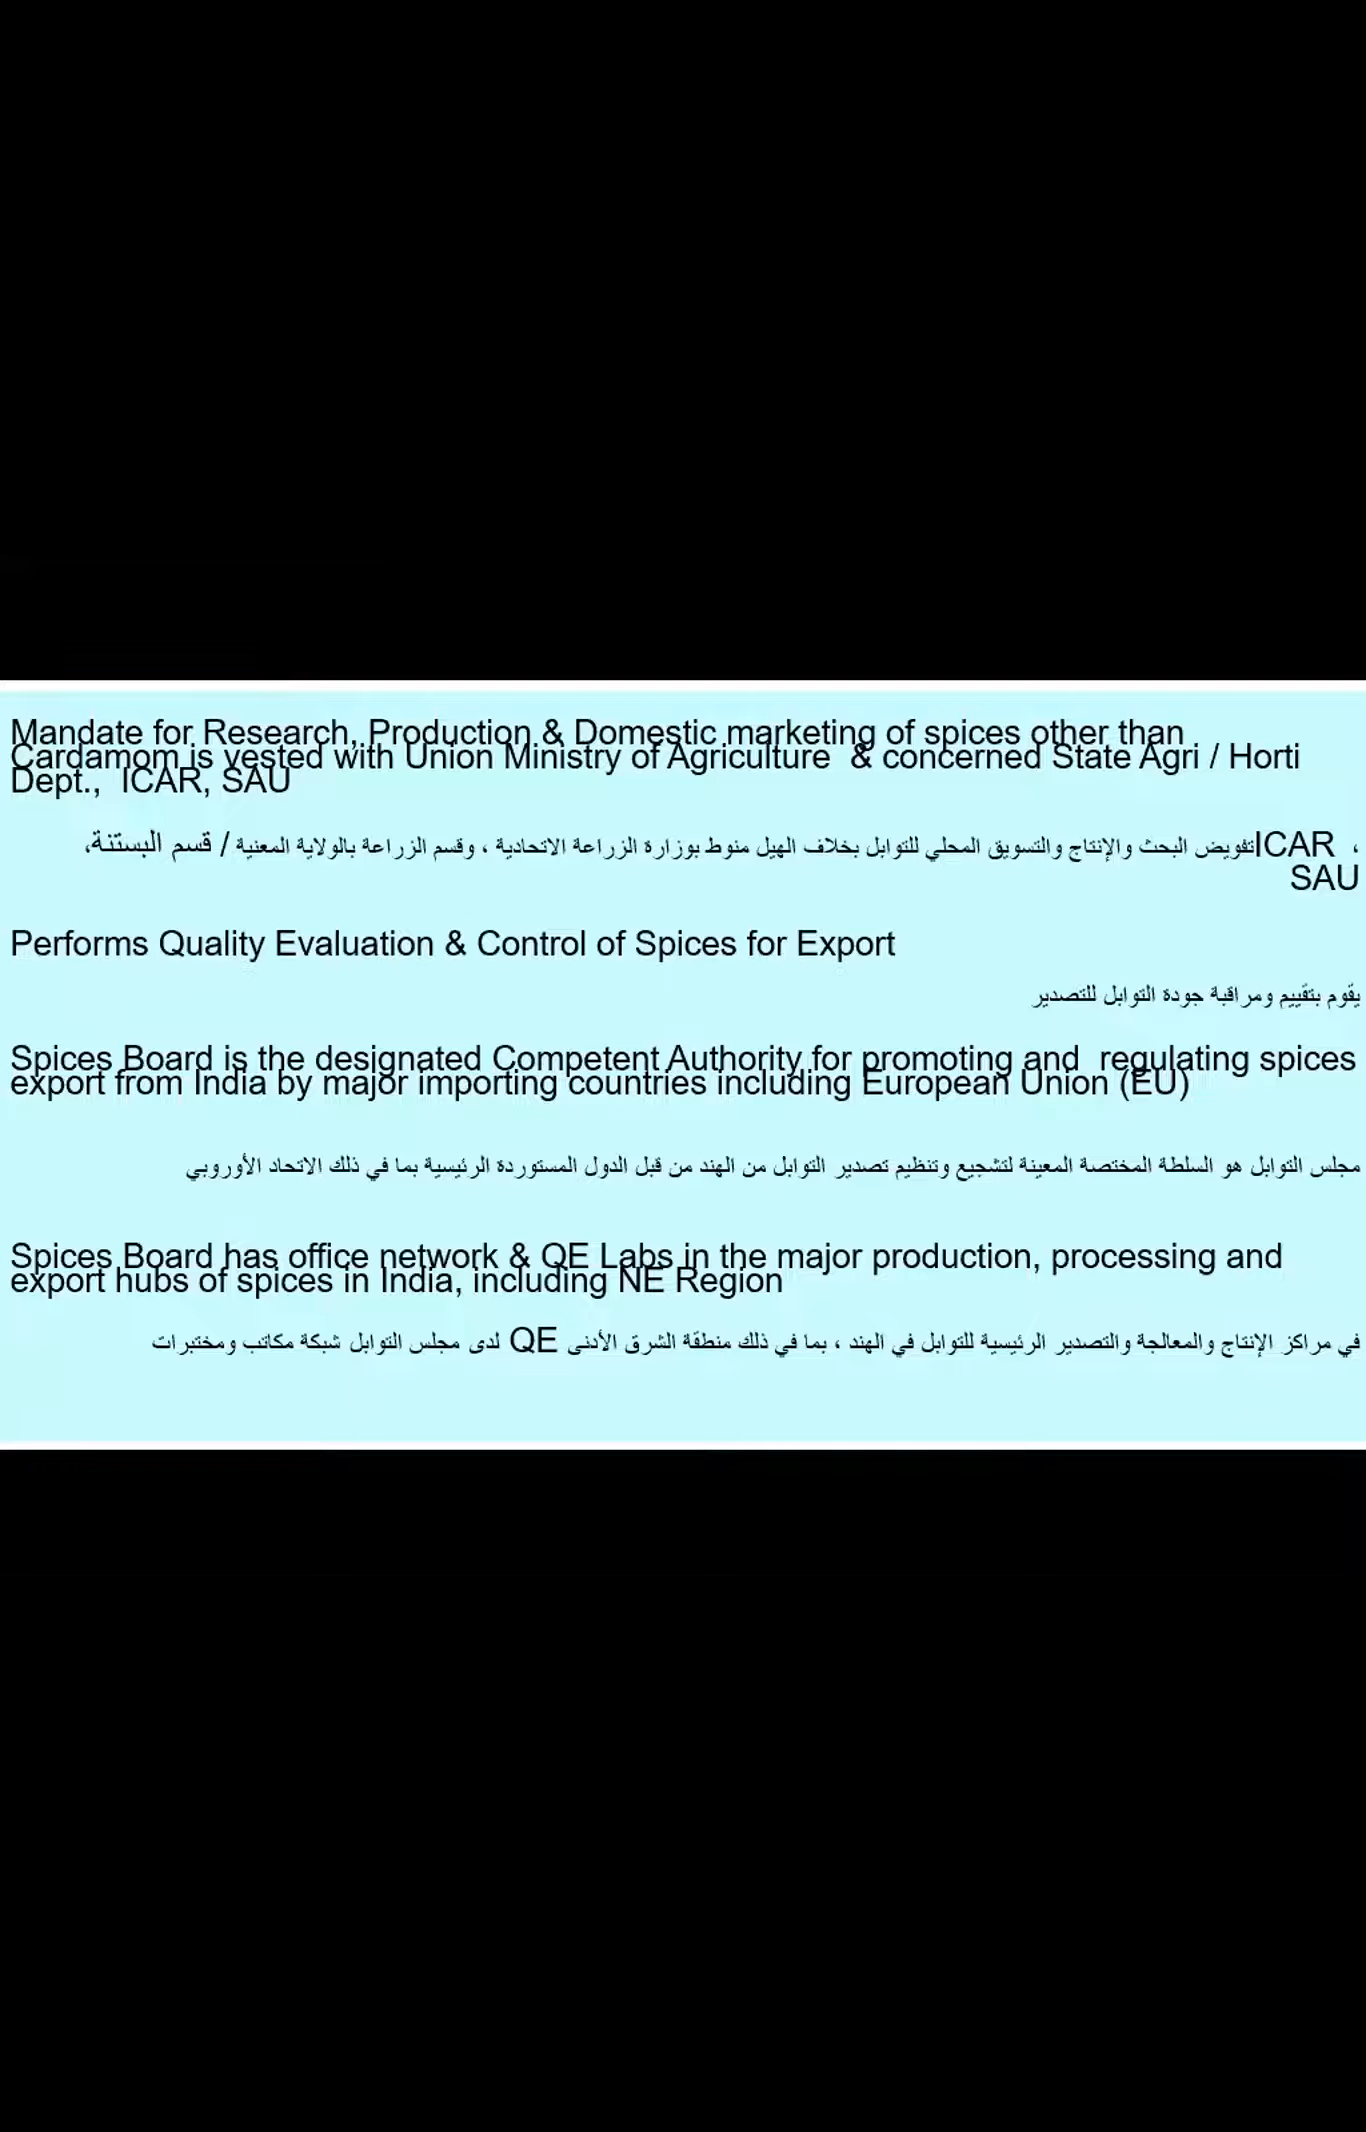 Mandate for Research, Production & Domestic marketing of spices other than
Cardamom is vested with Union Ministry of Agriculture & concerned State Agri / Horti
Dept., ICAR, SAU
، ICARتفويض البحث والإنتاج والتسويق المحلي للتوابل بخلاف الهيل منوط بوزارة الزراعة الاتحادية ، وقسم الزراعة بالولاية المعنية / قسم البستنة،
SAU
Performs Quality Evaluation & Control of Spices for Export
يقوم بتقييم ومراقبة جودة التوابل للتصدير
Spices Board is the designated Competent Authority for promoting and regulating spices
export from India by major importing countries including European Union (EU)
مجلس التوابل هو السلطة المختصة المعينة لتشجيع وتنظيم تصدير التوابل من الهند من قبل الدول المستوردة الرئيسية بما في ذلك الاتحاد الأوروبي
Spices Board has office network & QE Labs in the major production, processing and
export hubs of spices in India, including NE Region
في مراكز الإنتاج والمعالجة والتصدير الرئيسية للتوابل في الهند ، بما في ذلك منطقة الشرق الأدنى QE لدى مجلس التوابل شبكة مكاتب ومختبرات